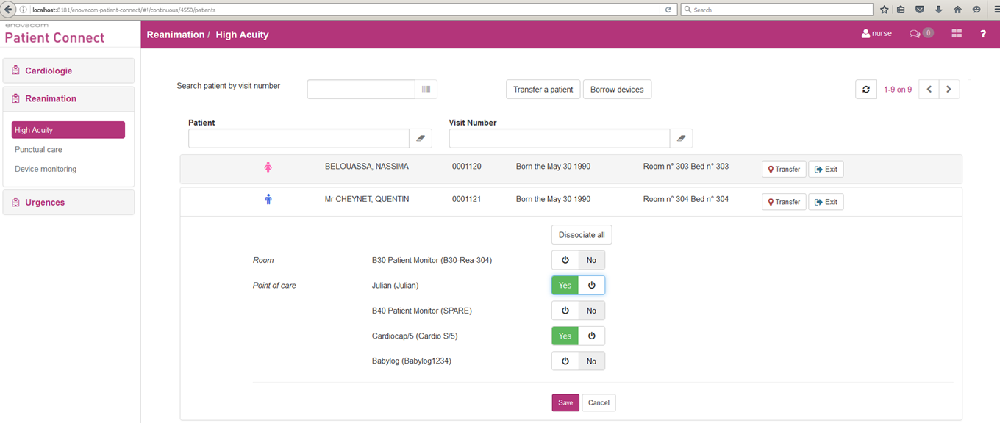 localhost:8181/enovacom-patient-connect/#!/continuous/4550/patients
Search
enovacom
Patient Connect
Reanimation / High Acuity
nurse
0
?
Cardiologie
Reanimation
High Acuity
Punctual care
Device monitoring
Urgences
Search patient by visit number
Transfer a patient
Borrow devices
1-9 on 9
Patient
Visit Number
BELOUASSA, NASSIMA 0001120 Born the May 30 1990 Room n° 303 Bed n° 303 Transfer Exit
Mr CHEYNET, QUENTIN 0001121 Born the May 30 1990 Room n° 304 Bed n° 304 Transfer Exit
Dissociate all
Room B30 Patient Monitor (B30-Rea-304) No
Point of care Julian (Julian) Yes
B40 Patient Monitor (SPARE) No
Cardiocap/5 (Cardio S/5) Yes
Babylog (Babylog1234) No
Save Cancel